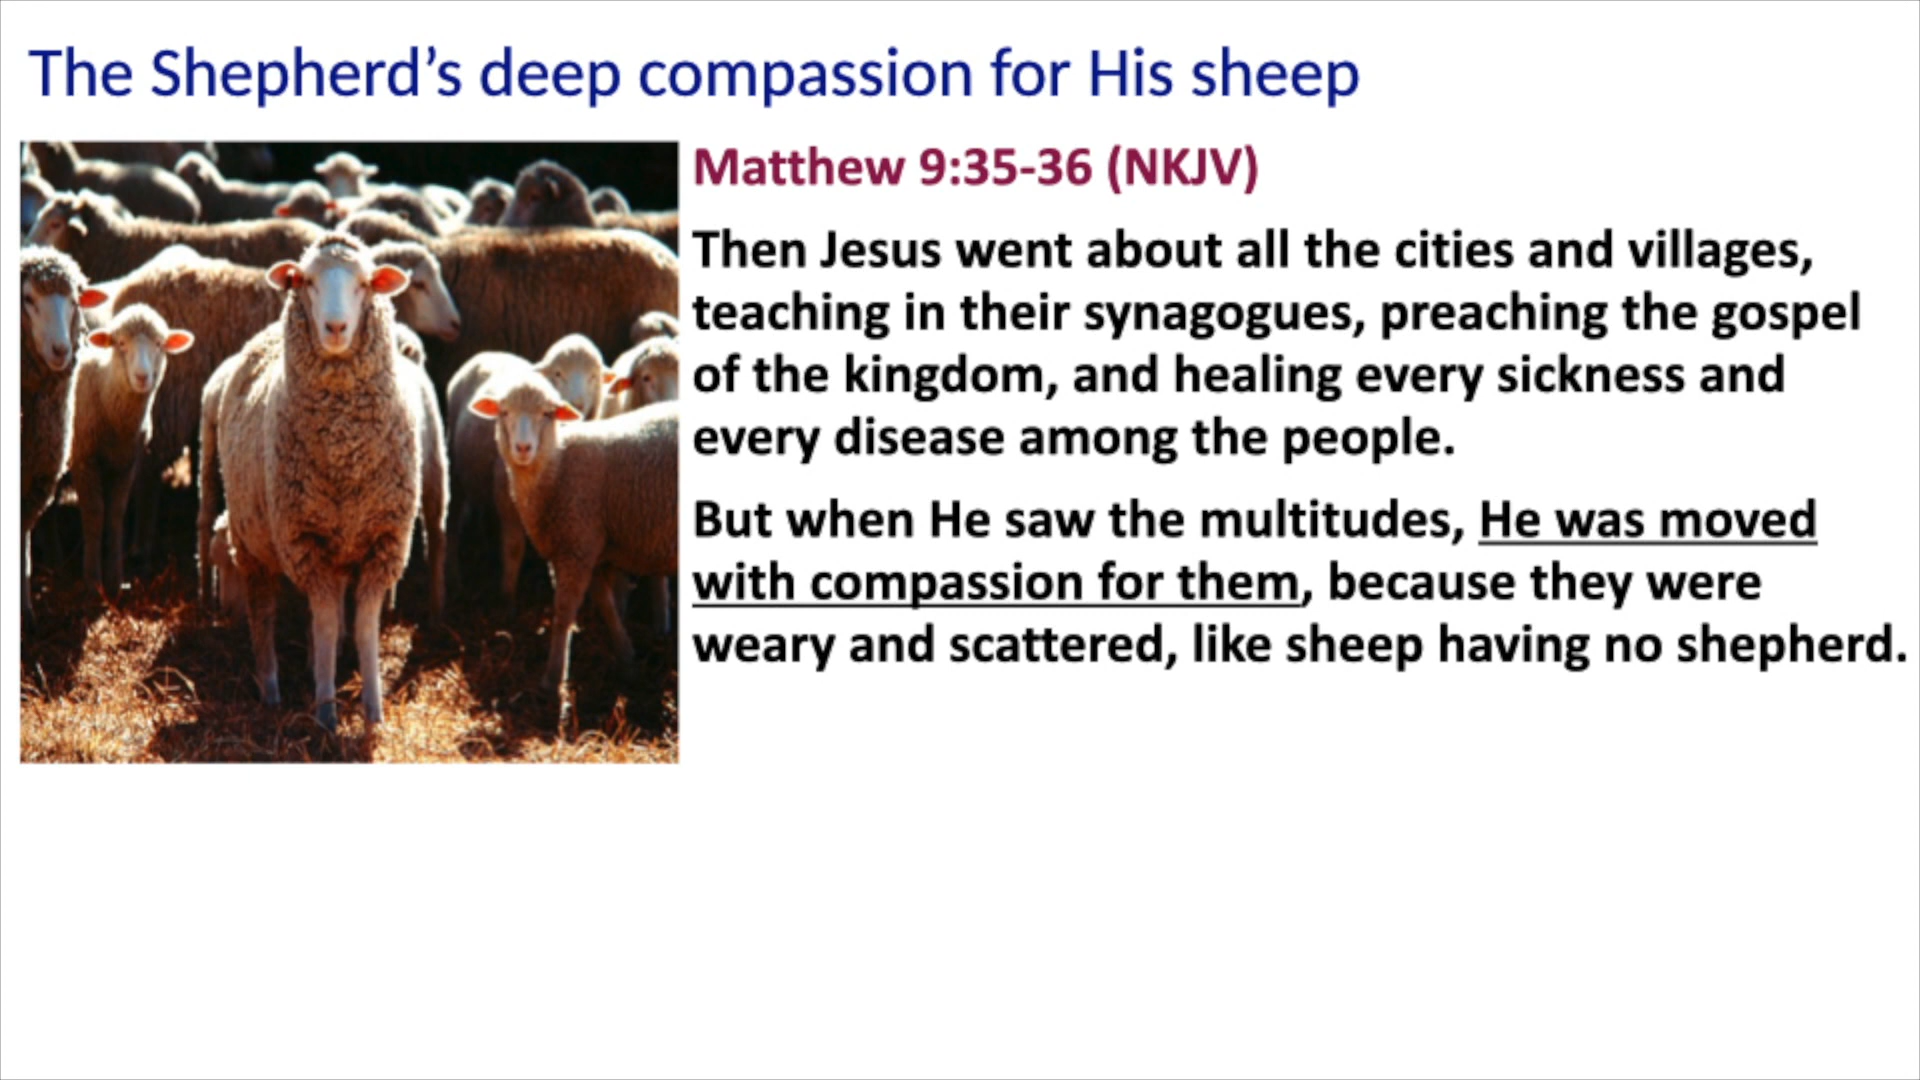 The Shepherd’s deep compassion for His sheep
Matthew 9:35-36 (NKJV)
Then Jesus went about all the cities and villages,
teaching in their synagogues, preaching the gospel
of the kingdom, and healing every sickness and
every disease among the people.
But when He saw the multitudes, He was moved
with compassion for them, because they were
weary and scattered, like sheep having no shepherd.